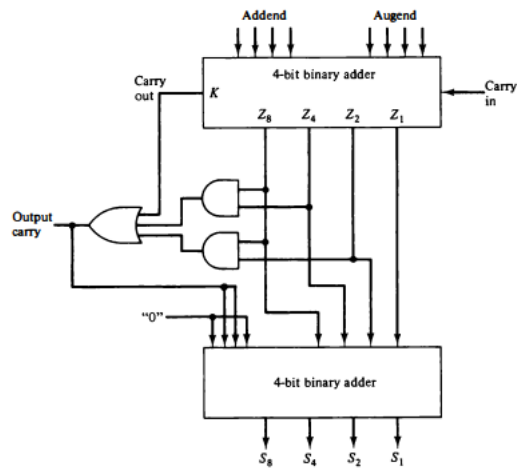 Addend Augend
4-bit binary adder
Carry
out
K
Carry
in
Z8 Z4 Z2 Z1
Output
carry
"0"
4-bit binary adder
S8 S4 S2 S1